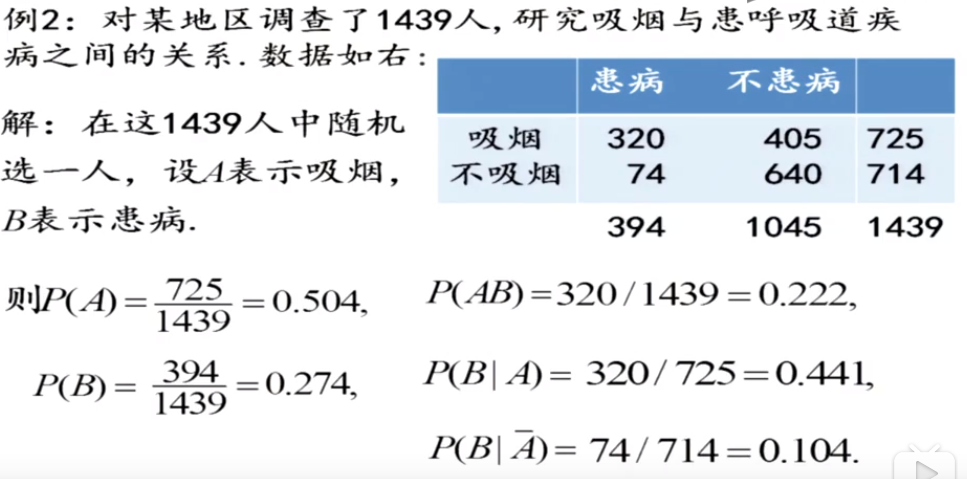 例2：对某地区调查了1439人,研究吸烟与患呼吸道疾
病之间的关系.数据如右：
患病 不患病
吸烟 320 405 725
不吸烟 74 640 714
394 1045 1439
解：在这1439人中随机
选一人，设A表示吸烟，
B表示患病.
则P(A)=725/1439=0.504,
P(AB)=320/1439=0.222,
P(B)=394/1439=0.274,
P(B|A)=320/725=0.441,
P(B|A̅)=74/714=0.104.